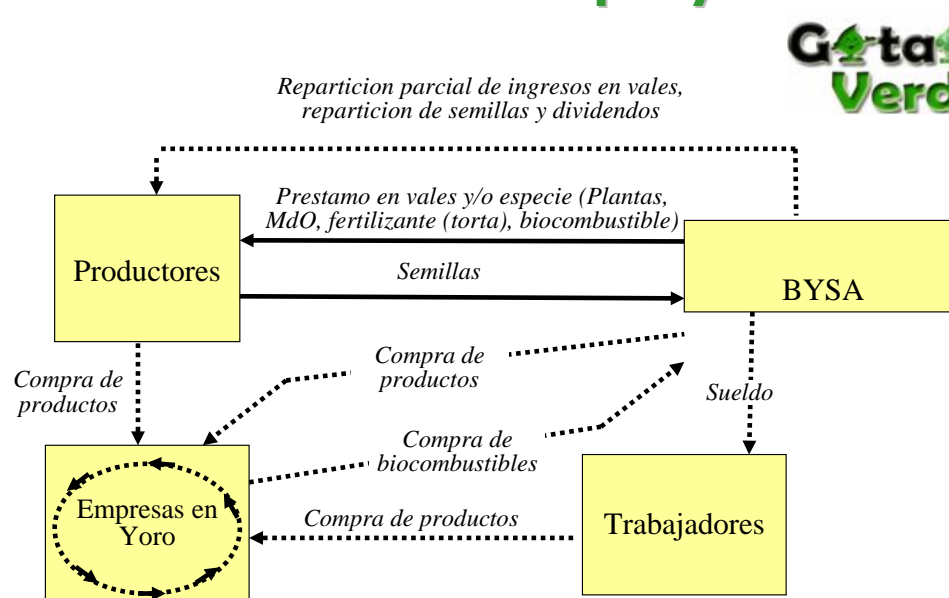 Gota
Verd
Reparticion parcial de ingresos en vales,
reparticion de semillas y dividendos
Prestamo en vales y/o especie (Plantas,
MdO, fertilizante (torta), biocombustible)
Productores
Semillas
BYSA
Compra de
productos
Compra de
productos
Sueldo
Compra de
biocombustibles
Empresas en
Yoro
Compra de productos
Trabajadores